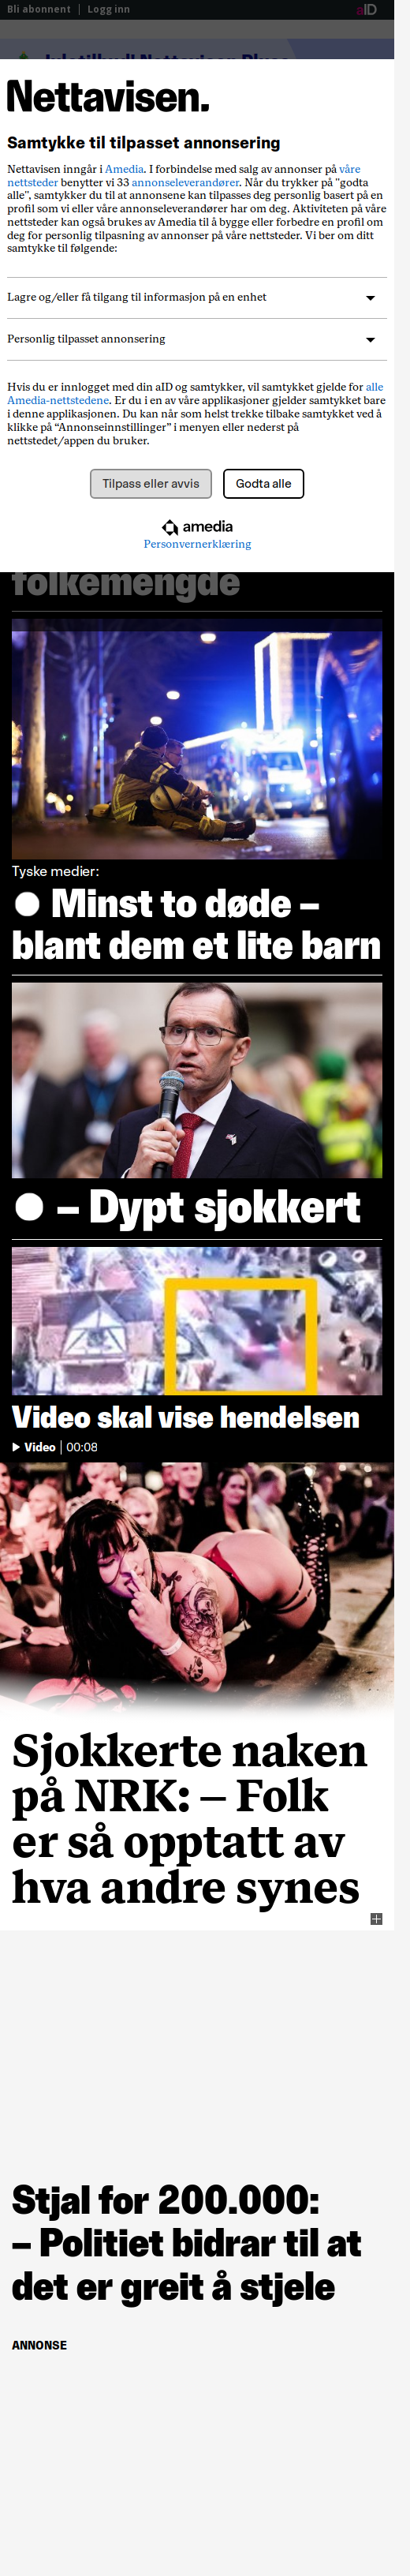 Bli abonnent | Logg inn
aID
Nettavisen.
Samtykke til tilpasset annonsering
Nettavisen inngår i Amedia. I forbindelse med salg av annonser på våre
nettsteder benytter vi 33 annonseleverandører. Når du trykker på "godta
alle", samtykker du til at annonsene kan tilpasses deg personlig basert på en
profil som vi eller våre annonseleverandører har om deg. Aktiviteten på våre
nettsteder kan også brukes av Amedia til å bygge eller forbedre en profil om
deg for personlig tilpasning av annonser på våre nettsteder. Vi ber om ditt
samtykke til følgende:
Lagre og/eller få tilgang til informasjon på en enhet
Personlig tilpasset annonsering
Hvis du er innlogget med din aID og samtykker, vil samtykket gjelde for alle
Amedia-nettstedene. Er du i en av våre applikasjoner gjelder samtykket bare
i denne applikasjonen. Du kan når som helst trekke tilbake samtykket ved å
klikke på “Annonseinnstillinger” i menyen eller nederst på
nettstedet/appen du bruker.
Tilpass eller avvis
Godta alle
amedia
Personvernerklæring
folkemengde
Tyske medier:
Minst to døde –
blant dem et lite barn
– Dypt sjokkert
Video skal vise hendelsen
Video | 00:08
Sjokkerte naken
på NRK: – Folk
er så opptatt av
hva andre synes
Stjal for 200.000:
– Politiet bidrar til at
det er greit å stjele
ANNONSE